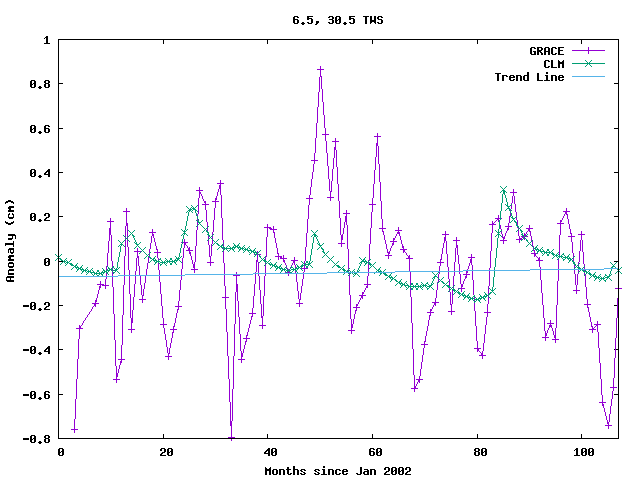 6.5, 30.5 TWS
GRACE
CLM
Trend Line
1
0.8
0.6
0.4
0.2
0
-0.2
-0.4
-0.6
-0.8
Anomaly (cm)
0 20 40 60 80 100
Months since Jan 2002